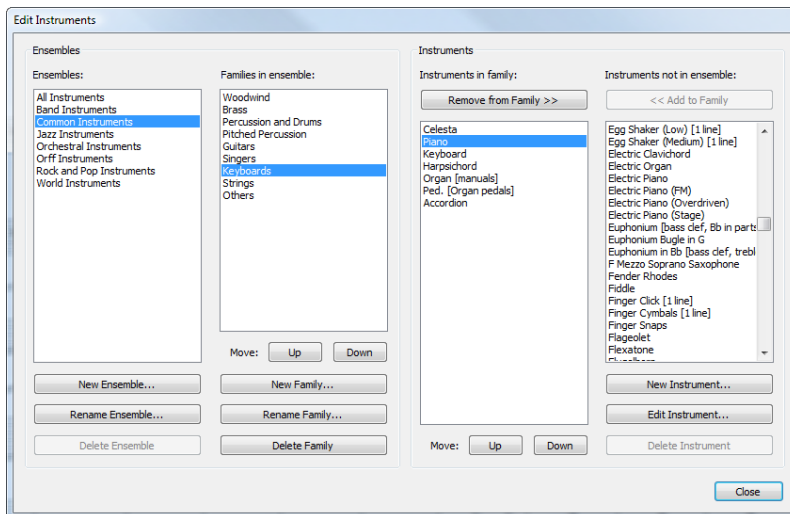 Edit Instruments
Ensembles
Ensembles:
All Instruments
Band Instruments
Common Instruments
Jazz Instruments
Orchestral Instruments
Orff Instruments
Rock and Pop Instruments
World Instruments
New Ensemble...
Rename Ensemble...
Delete Ensemble
Families in ensemble:
Woodwind
Brass
Percussion and Drums
Pitched Percussion
Guitars
Singers
Keyboards
Strings
Others
Move: Up Down
New Family...
Rename Family...
Delete Family
Instruments
Instruments in family:
Remove from Family >>
Celesta
Piano
Keyboard
Harpsichord
Organ [manuals]
Ped. [Organ pedals]
Accordion
Move: Up Down
Instruments not in ensemble:
<< Add to Family
Egg Shaker (Low) [1 line]
Egg Shaker (Medium) [1 line]
Electric Clavichord
Electric Organ
Electric Piano
Electric Piano (FM)
Electric Piano (Overdriven)
Electric Piano (Stage)
Euphonium [bass clef, Bb in parts
Euphonium Bugle in G
Euphonium in Bb [bass clef, trebl
F Mezzo Soprano Saxophone
Fender Rhodes
Fiddle
Finger Click [1 line]
Finger Cymbals [1 line]
Finger Snaps
Flageolet
Flexatone
New Instrument...
Edit Instrument...
Delete Instrument
Close